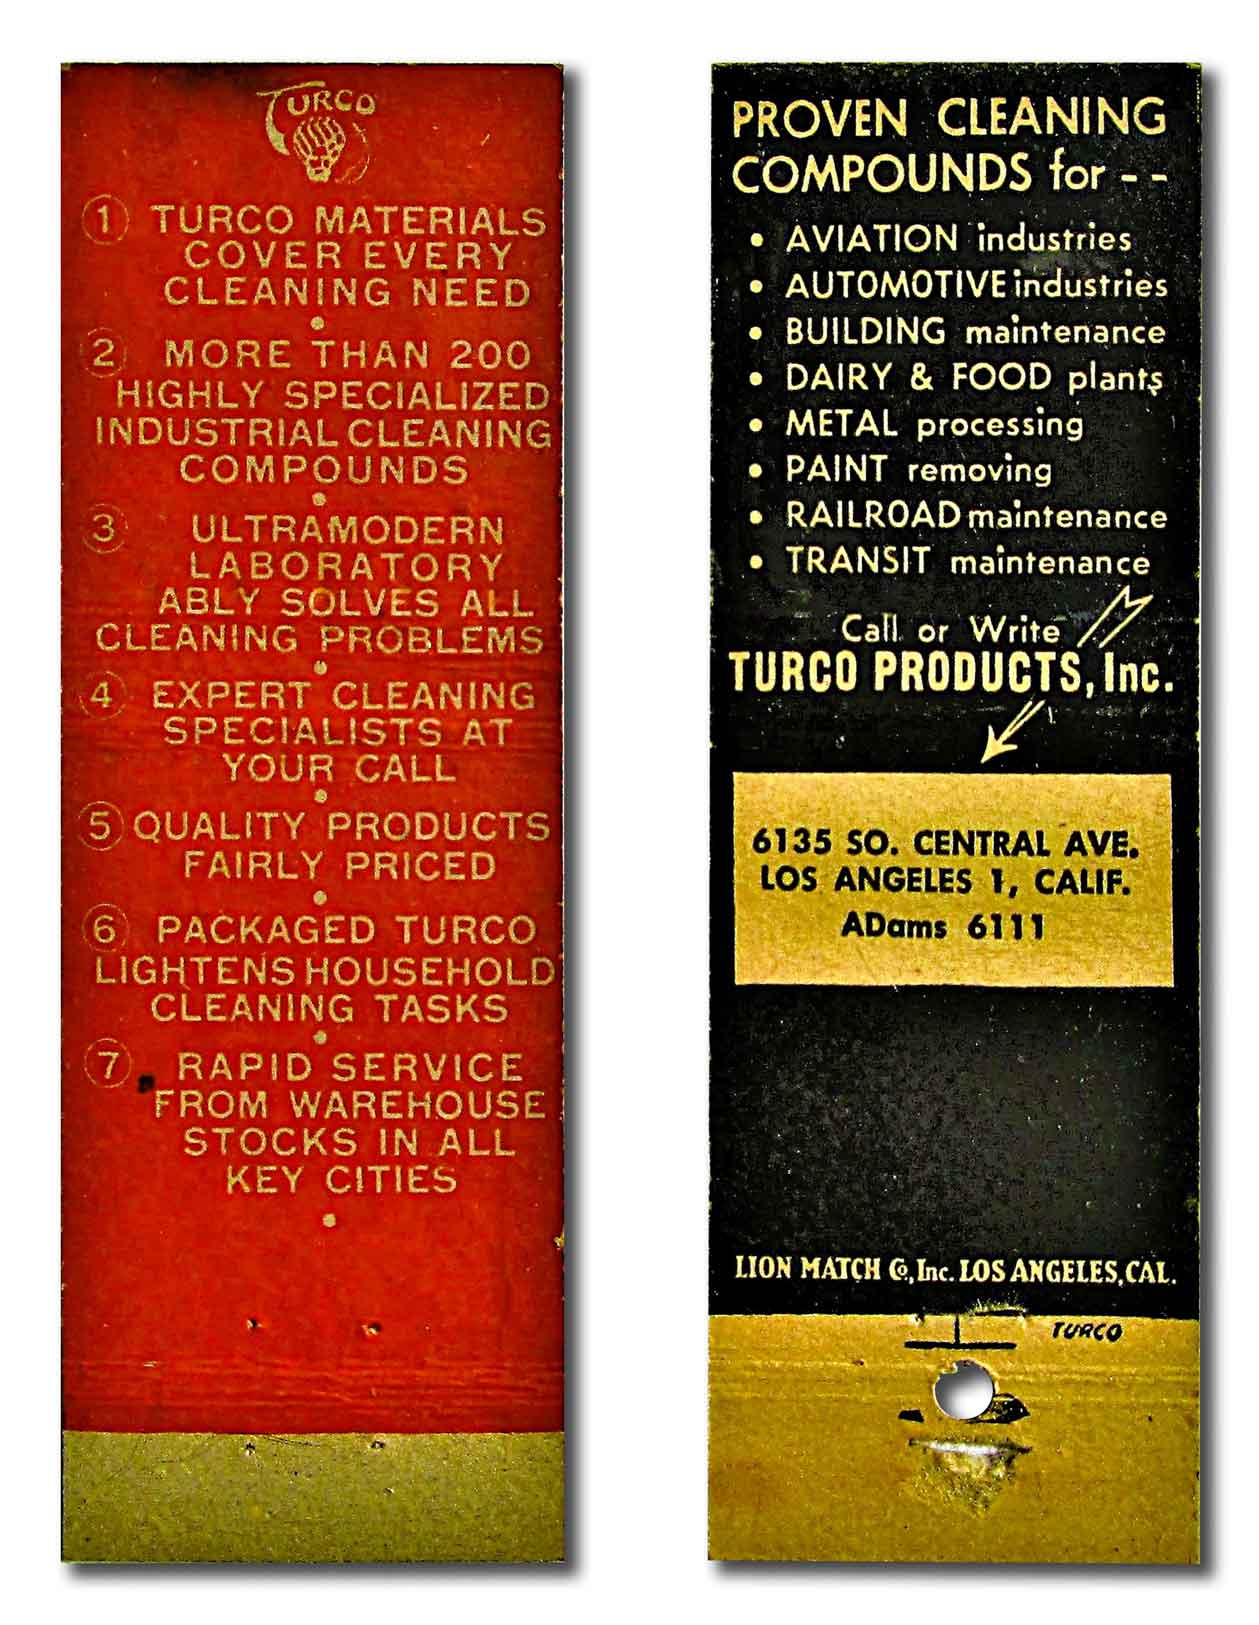 TURCO
1 TURCO MATERIALS
COVER EVERY
CLEANING NEED
2 MORE THAN 200
HIGHLY SPECIALIZED
INDUSTRIAL CLEANING
COMPOUNDS
3 ULTRAMODERN
LABORATORY
ABLY SOLVES ALL
CLEANING PROBLEMS
4 EXPERT CLEANING
SPECIALISTS AT
YOUR CALL
5 QUALITY PRODUCTS
FAIRLY PRICED
6 PACKAGED TURCO
LIGHTENS HOUSEHOLD
CLEANING TASKS
7 RAPID SERVICE
FROM WAREHOUSE
STOCKS IN ALL
KEY CITIES
PROVEN CLEANING
COMPOUNDS for - -
• AVIATION industries
• AUTOMOTIVE industries
• BUILDING maintenance
• DAIRY & FOOD plants
• METAL processing
• PAINT removing
• RAILROAD maintenance
• TRANSIT maintenance
Call or Write
TURCO PRODUCTS, Inc.
6135 SO. CENTRAL AVE.
LOS ANGELES 1, CALIF.
ADams 6111
LION MATCH Co., Inc. LOS ANGELES, CAL.
TURCO